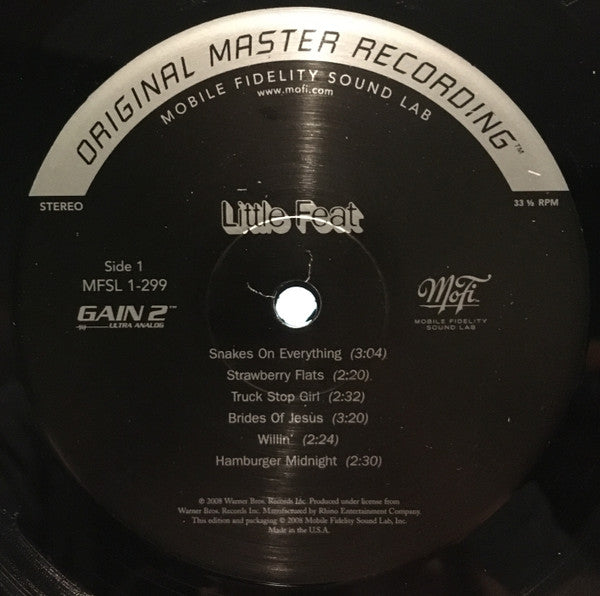 ORIGINAL MASTER RECORDING™
MOBILE FIDELITY SOUND LAB
www.mofi.com
STEREO
33 ⅓ RPM
Little Feat
Side 1
MFSL 1-299
GAIN 2™
ULTRA ANALOG
MoFi
MOBILE FIDELITY
SOUND LAB
Snakes On Everything (3:04)
Strawberry Flats (2:20)
Truck Stop Girl (2:32)
Brides Of Jesus (3:20)
Willin' (2:24)
Hamburger Midnight (2:30)
℗ 2008 Warner Bros. Records Inc. Produced under license from
Warner Bros. Records Inc. Manufactured by Rhino Entertainment Company.
This edition and packaging © 2008 Mobile Fidelity Sound Lab, Inc.
Made in the U.S.A.